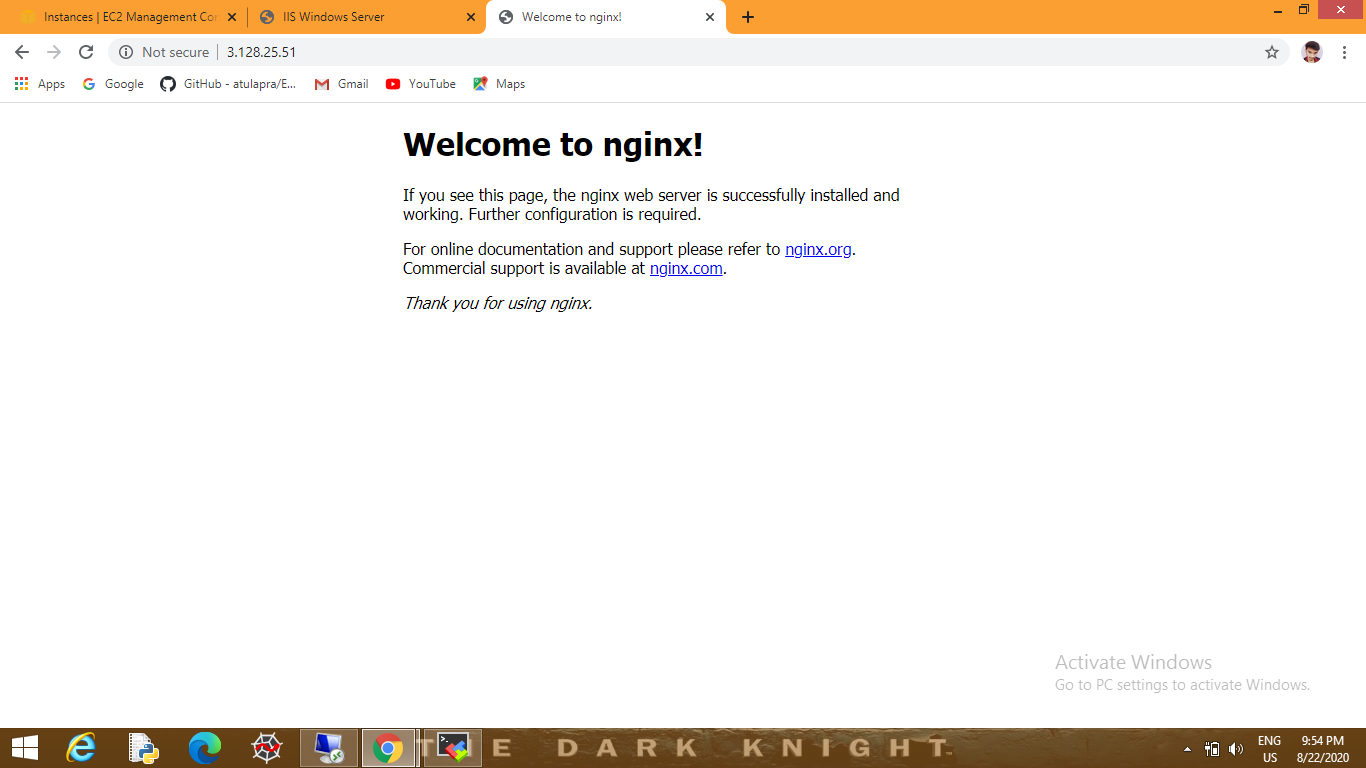 Instances | EC2 Management Cor
IIS Windows Server
Welcome to nginx!
Not secure
3.128.25.51
Apps
Google
GitHub - atulapra/E...
Gmail
YouTube
Maps
Welcome to nginx!
If you see this page, the nginx web server is successfully installed and
working. Further configuration is required.
For online documentation and support please refer to nginx.org.
Commercial support is available at nginx.com.
Thank you for using nginx.
Activate Windows
Go to PC settings to activate Windows.
T E DARK KNIGHT
ENG
US
9:54 PM
8/22/2020